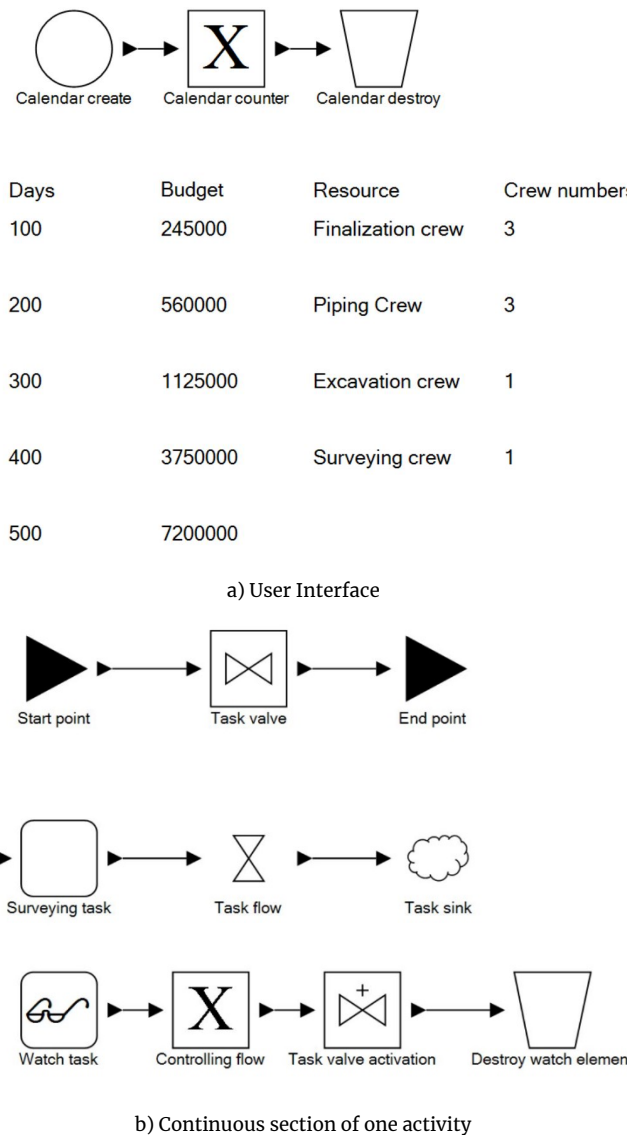 X
Calendar create Calendar counter Calendar destroy
Days Budget Resource Crew numbers
100 245000 Finalization crew 3
200 560000 Piping Crew 3
300 1125000 Excavation crew 1
400 3750000 Surveying crew 1
500 7200000
a) User Interface
Start point Task valve End point
Surveying task Task flow Task sink
X +
Watch task Controlling flow Task valve activation Destroy watch elemen
b) Continuous section of one activity